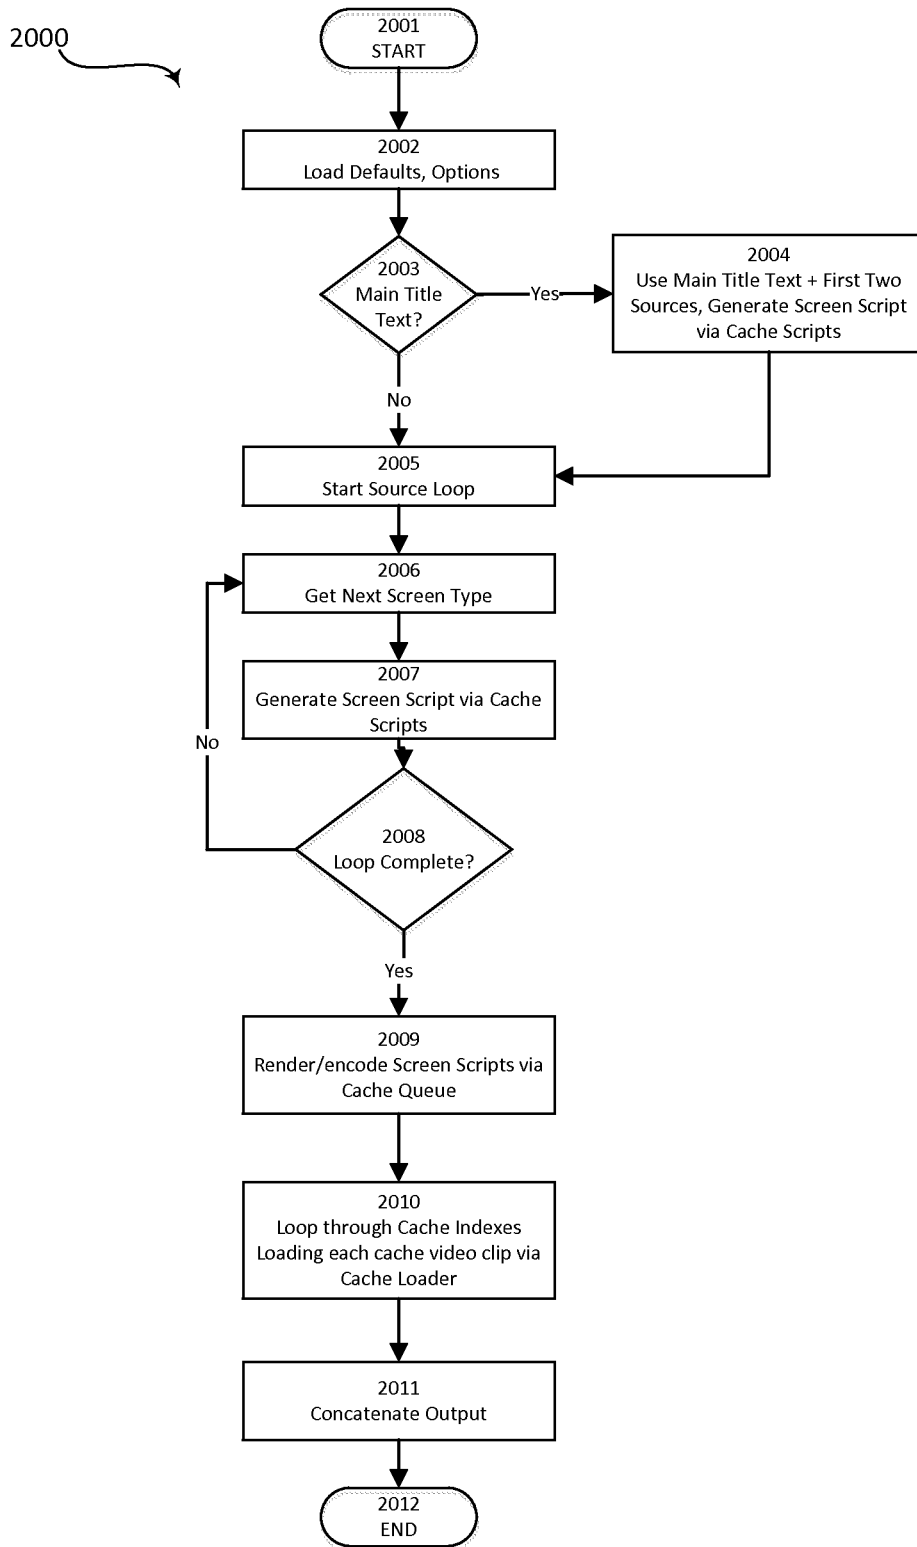 2000
2001
START
2002
Load Defaults, Options
2003
Main Title
Text?
Yes
2004
Use Main Title Text + First Two
Sources, Generate Screen Script
via Cache Scripts
No
2005
Start Source Loop
2006
Get Next Screen Type
2007
Generate Screen Script via Cache
Scripts
No
2008
Loop Complete?
Yes
2009
Render/encode Screen Scripts via
Cache Queue
2010
Loop through Cache Indexes
Loading each cache video clip via
Cache Loader
2011
Concatenate Output
2012
END